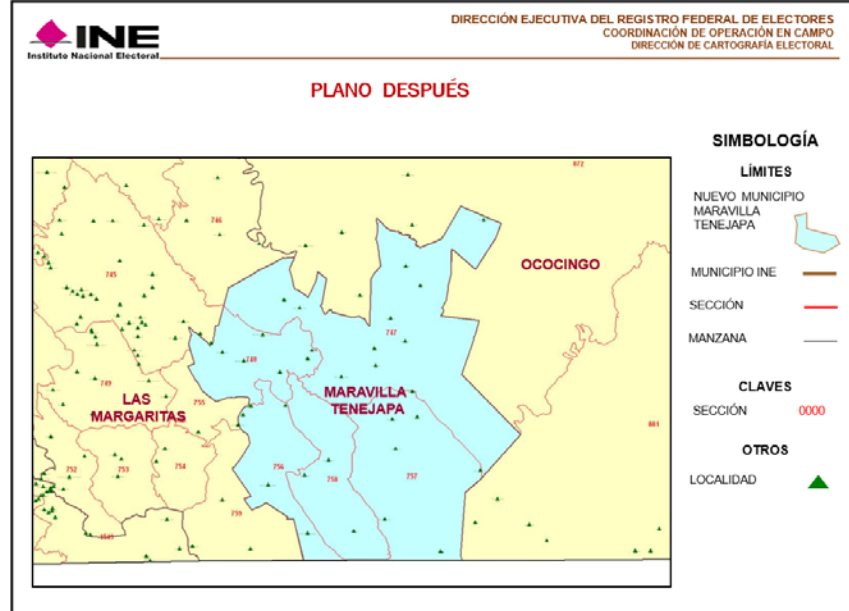 INE
Instituto Nacional Electoral
DIRECCIÓN EJECUTIVA DEL REGISTRO FEDERAL DE ELECTORES
COORDINACIÓN DE OPERACIÓN EN CAMPO
DIRECCIÓN DE CARTOGRAFÍA ELECTORAL
PLANO DESPUÉS
SIMBOLOGÍA
LÍMITES
NUEVO MUNICIPIO
MARAVILLA
TENEJAPA
MUNICIPIO INE
SECCIÓN
MANZANA
CLAVES
SECCIÓN 0000
OTROS
LOCALIDAD
872
746
745
OCOCINGO
747
748
749
LAS
MARGARITAS
755
MARAVILLA
TENEJAPA
881
752
753
754
756
758
757
759